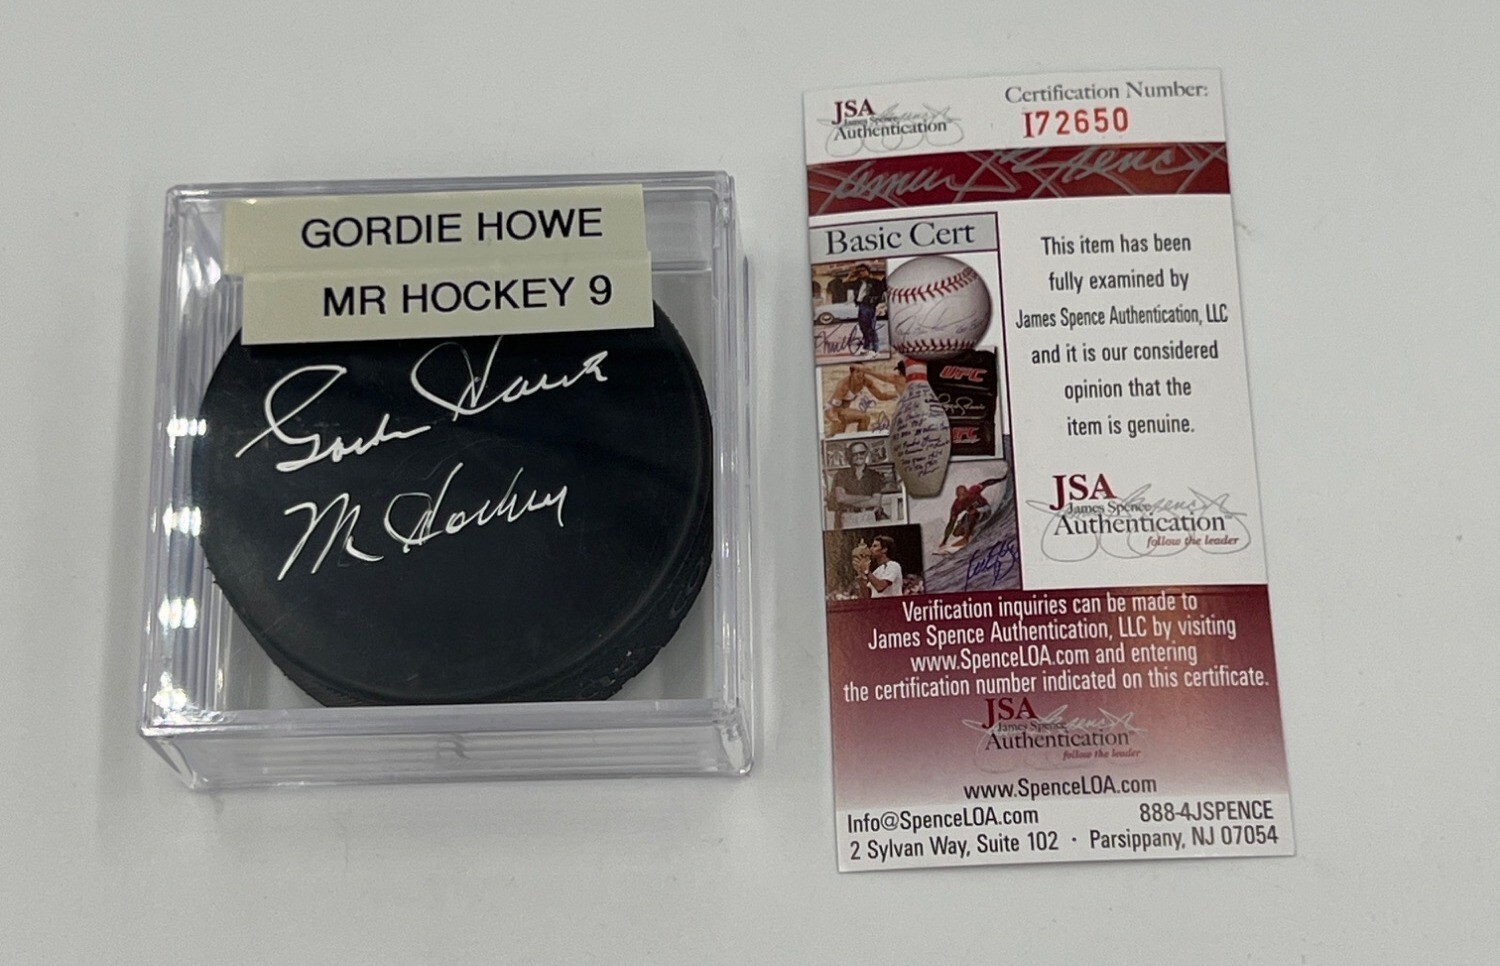 GORDIE HOWE
MR HOCKEY 9
Gordie Howe
Mr Hockey
JSA
James Spence
Authentication
Certification Number:
I72650
James Spence
Basic Cert
UFC
UFC
This item has been
fully examined by
James Spence Authentication, LLC
and it is our considered
opinion that the
item is genuine.
JSA
James Spence
Authentication
follow the leader
Verification inquiries can be made to
James Spence Authentication, LLC by visiting
www.SpenceLOA.com and entering
the certification number indicated on this certificate.
JSA
James Spence
Authentication
follow the leader
www.SpenceLOA.com
Info@SpenceLOA.com 888-4JSPENCE
2 Sylvan Way, Suite 102 · Parsippany, NJ 07054